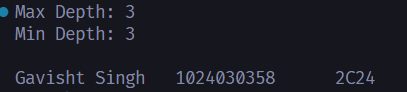 Max Depth: 3
Min Depth: 3
Gavisht Singh   1024030358      2C24